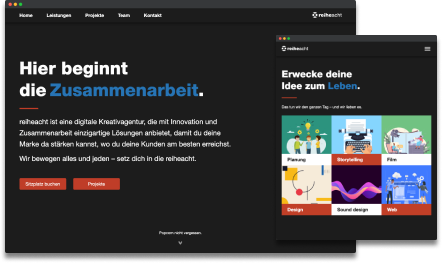 Home Leistungen Projekte Team Kontakt
reiheacht
Hier beginnt
die Zusammenarbeit.
reiheacht ist eine digitale Kreativagentur, die mit Innovation und
Zusammenarbeit einzigartige Lösungen anbietet, damit du deine
Marke da stärken kannst, wo du deine Kunden am besten erreichst.
Wir bewegen alles und jeden – setz dich in die reiheacht.
Sitzplatz buchen Projekte
Popcorn nicht vergessen.
reiheacht
Erwecke deine
Idee zum Leben.
Das tun wir den ganzen Tag – und wir lieben es.
Planung Storytelling Film
Design Sound design Web